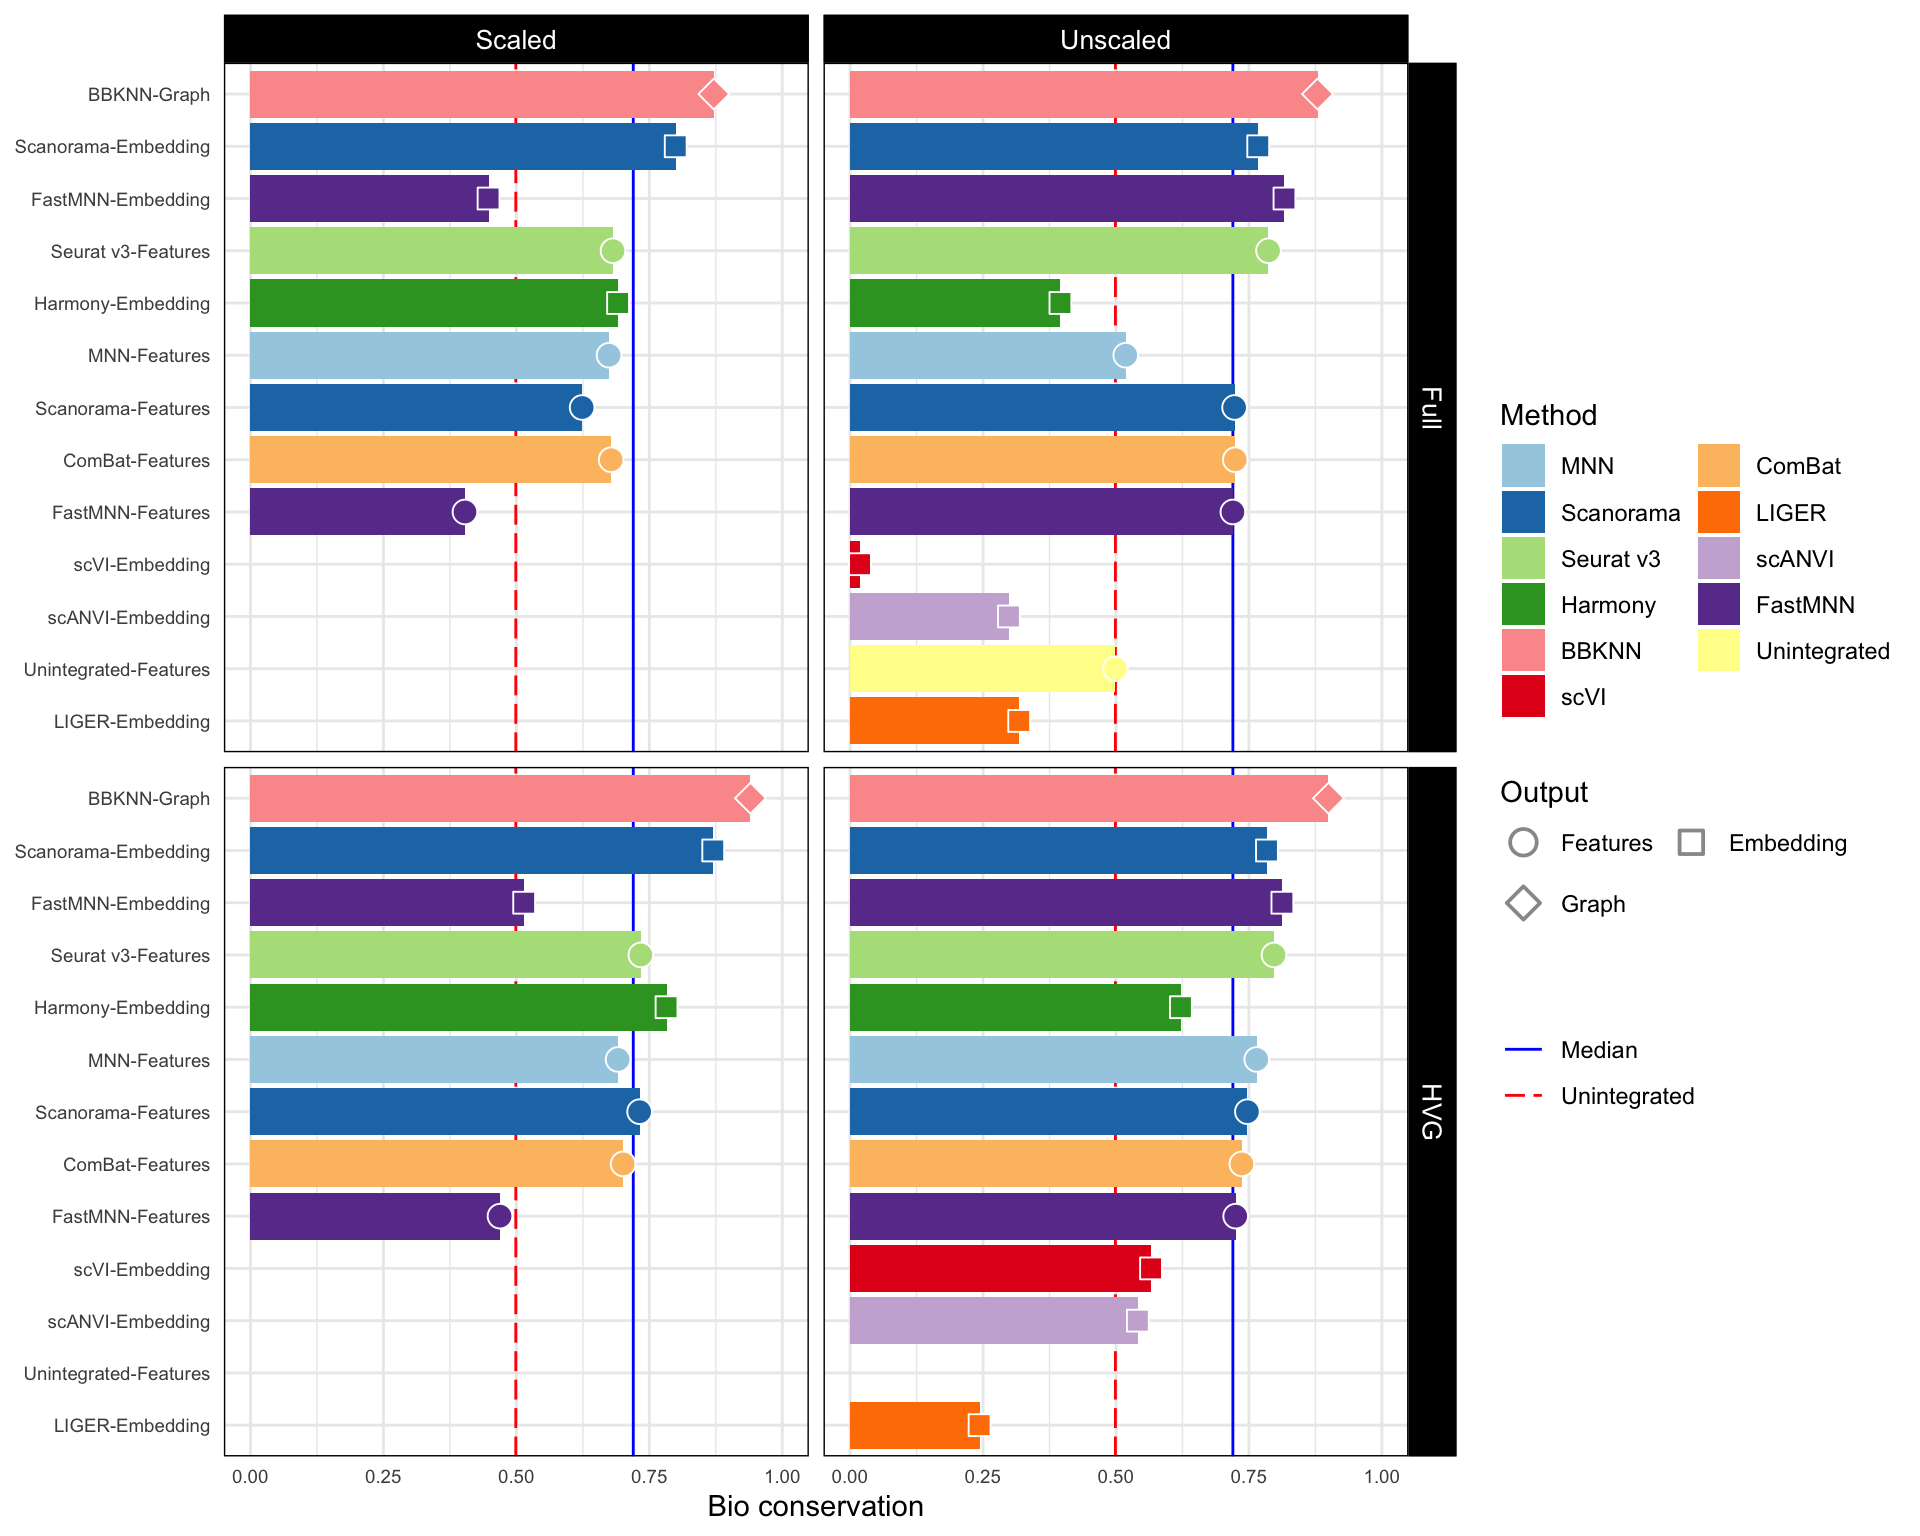 Scaled
Unscaled
BBKNN-Graph
Scanorama-Embedding
FastMNN-Embedding
Seurat v3-Features
Harmony-Embedding
MNN-Features
Scanorama-Features
ComBat-Features
FastMNN-Features
scVI-Embedding
scANVI-Embedding
Unintegrated-Features
LIGER-Embedding
Full
BBKNN-Graph
Scanorama-Embedding
FastMNN-Embedding
Seurat v3-Features
Harmony-Embedding
MNN-Features
Scanorama-Features
ComBat-Features
FastMNN-Features
scVI-Embedding
scANVI-Embedding
Unintegrated-Features
LIGER-Embedding
HVG
0.00 0.25 0.50 0.75 1.00
0.00 0.25 0.50 0.75 1.00
Bio conservation
Method
MNN
Scanorama
Seurat v3
Harmony
BBKNN
scVI
ComBat
LIGER
scANVI
FastMNN
Unintegrated
Output
Features
Embedding
Graph
Median
Unintegrated